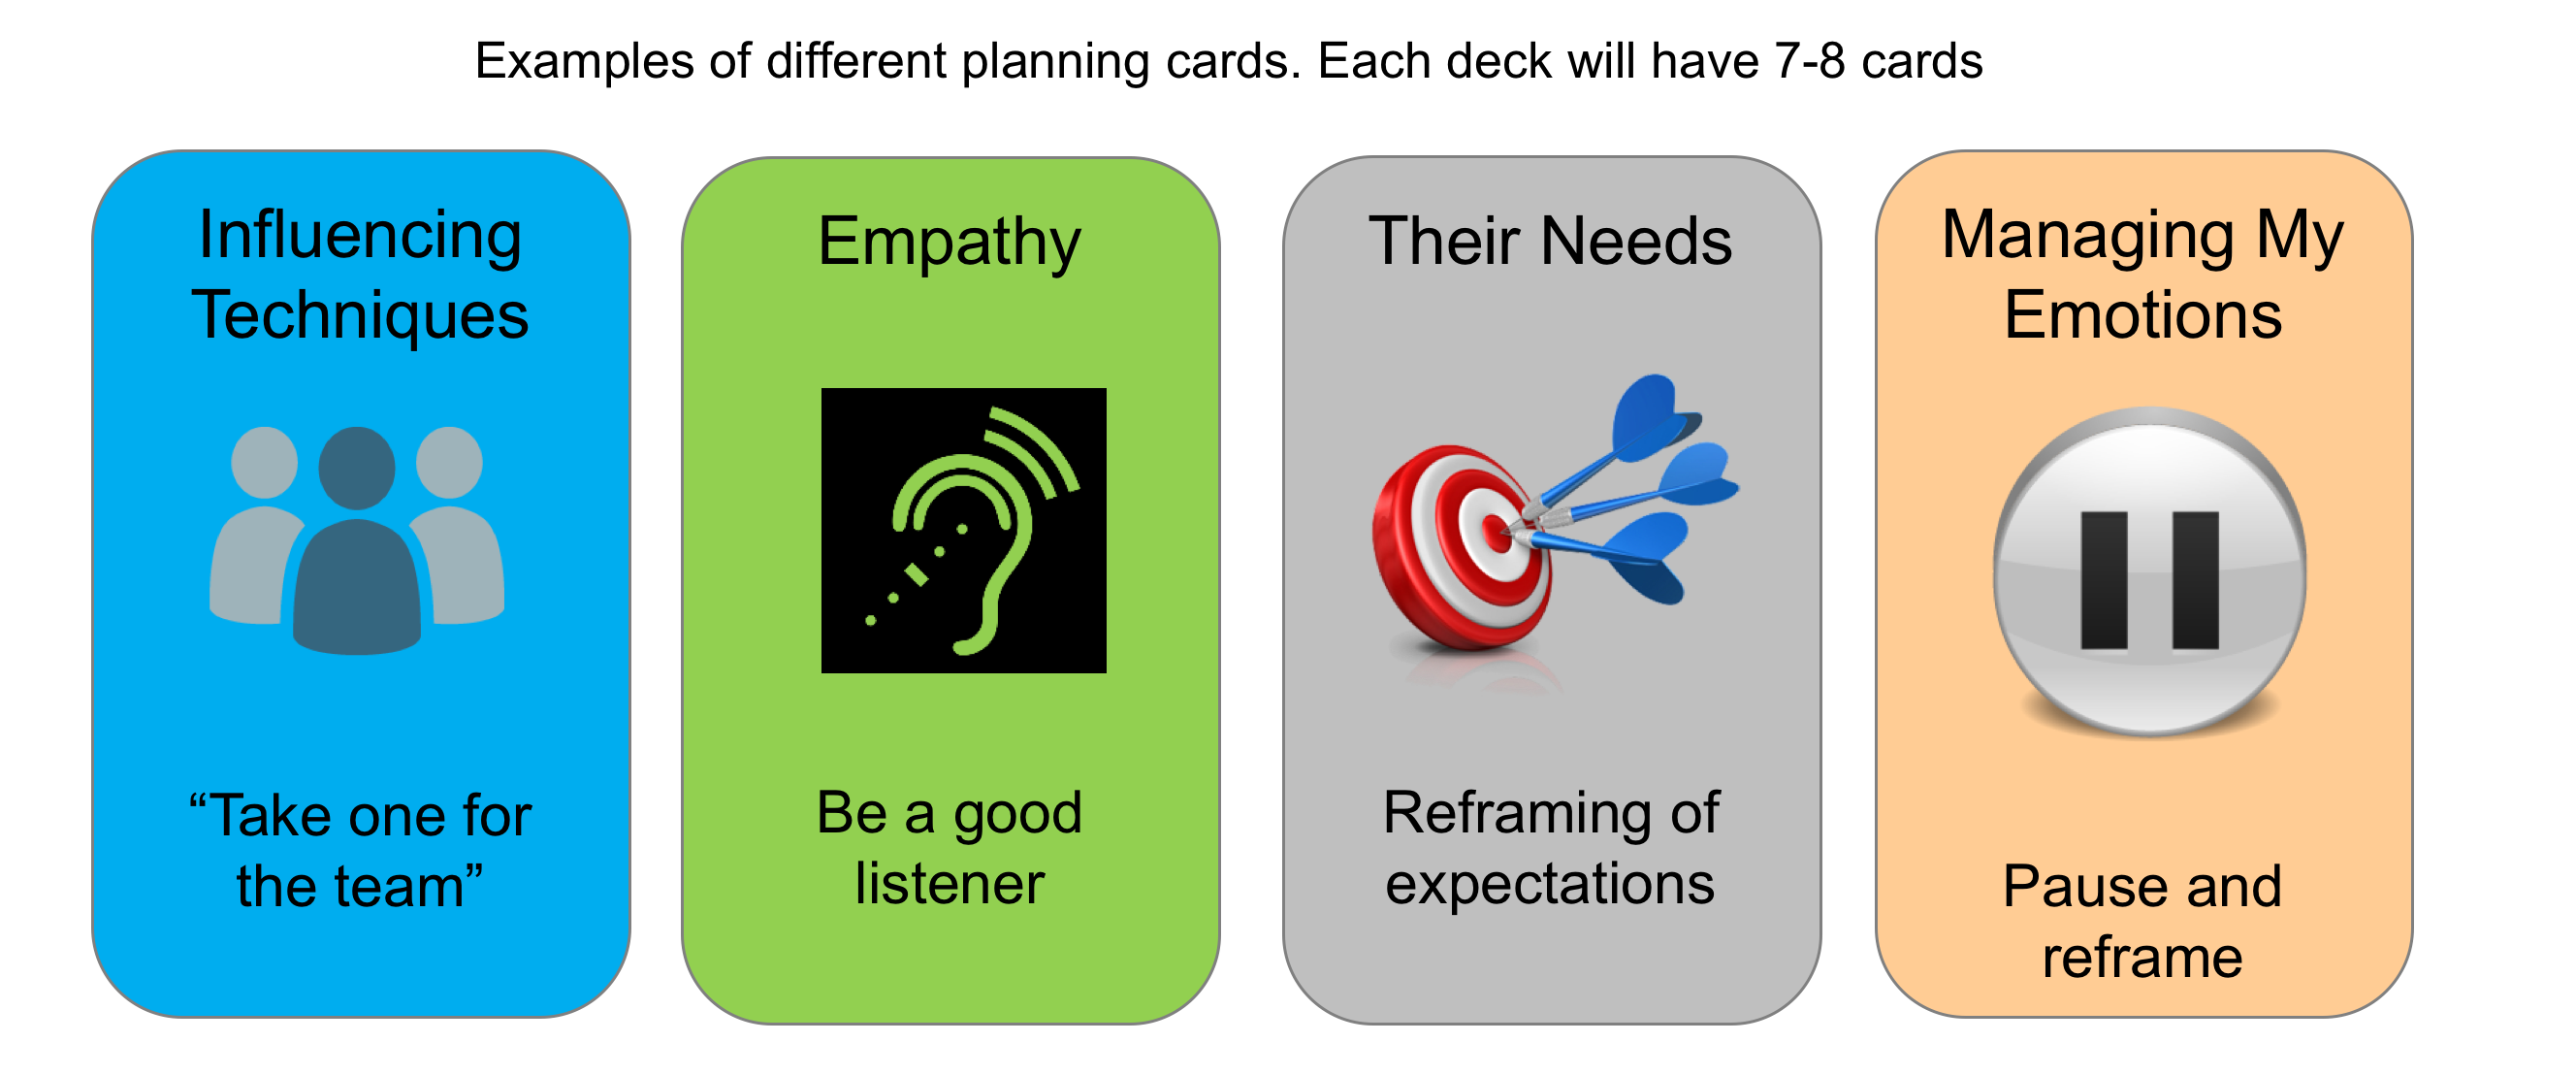 Examples of different planning cards. Each deck will have 7-8 cards
Influencing
Techniques
“Take one for
the team”
Empathy
Be a good
listener
Their Needs
Reframing of
expectations
Managing My
Emotions
Pause and
reframe